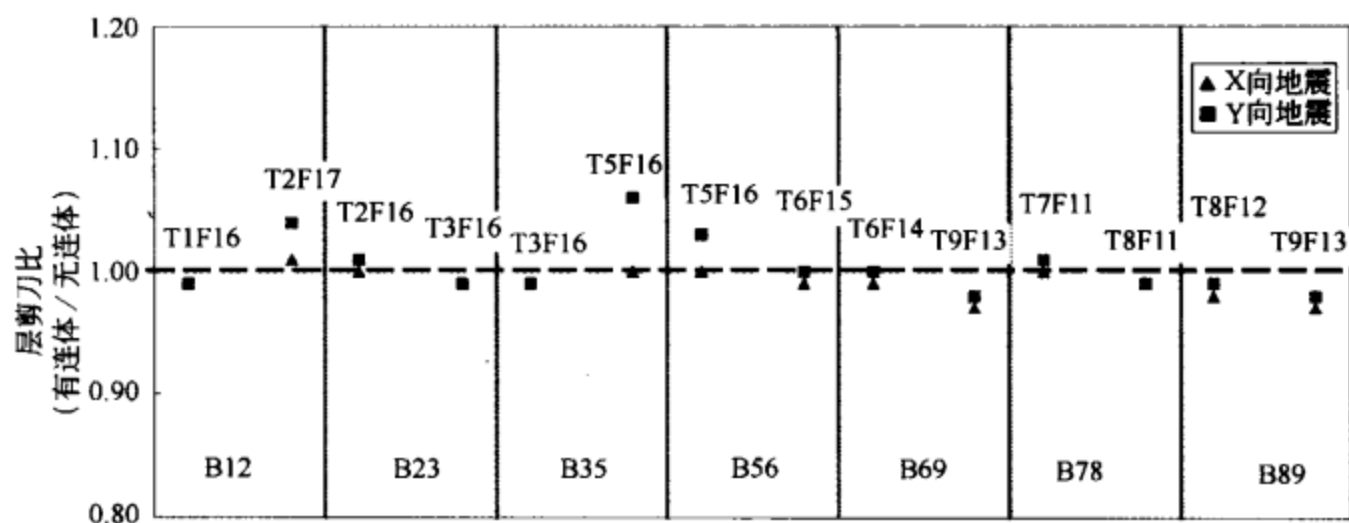 1.20
1.10
1.00
0.90
0.80
层剪刀比
(有连体/无连体)
▲ X向地震
■ Y向地震
T1F16
T2F17
T2F16
T3F16
T3F16
T5F16
T5F16
T6F15
T6F14
T9F13
T7F11
T8F11
T8F12
T9F13
B12
B23
B35
B56
B69
B78
B89